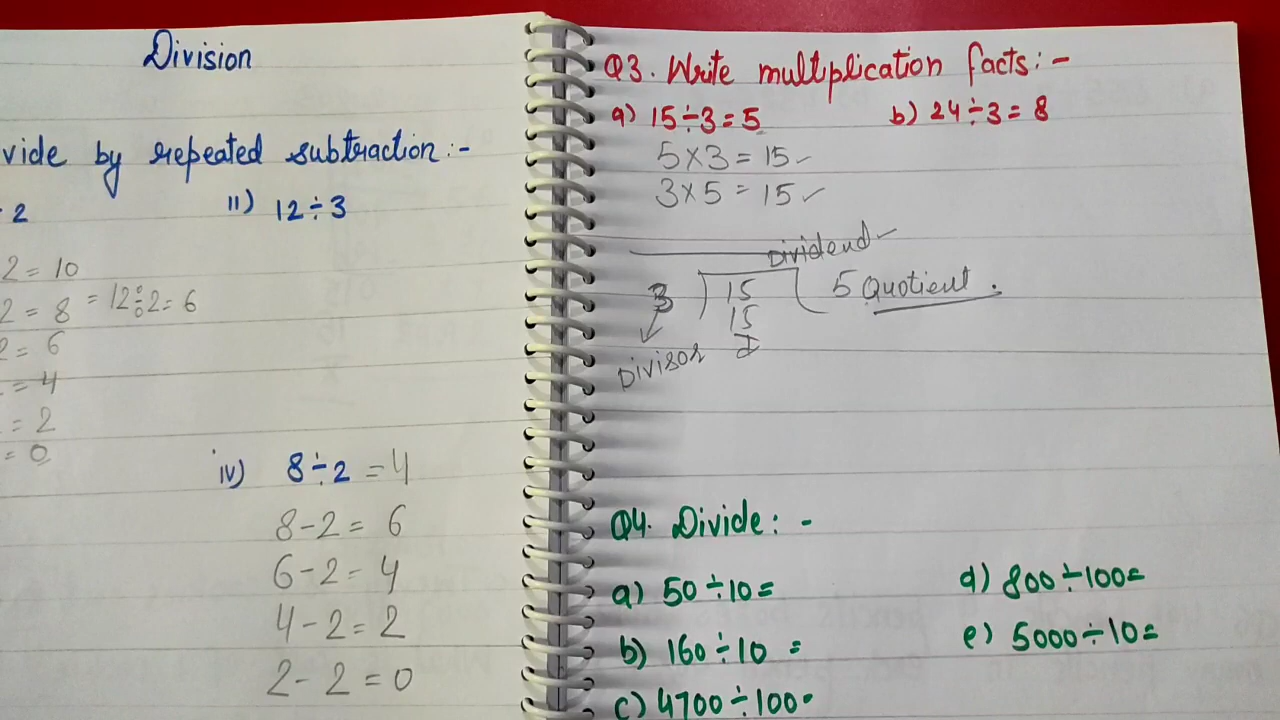 Division
vide by repeated subtraction:-
2
ii) 12÷3
2 = 10
2 = 8 = 12÷2 = 6
2 = 6
= 4
= 2
= 0
iv) 8÷2 = 4
8-2 = 6
6-2 = 4
4-2 = 2
2-2 = 0
Q3. Write multiplication facts:-
a) 15÷3=5 b) 24÷3=8
5×3=15
3×5=15
Dividend
3 15 5 Quotient.
15
Divisor
Q4. Divide:-
a) 50÷10= d) 800÷100=
b) 160÷10 = e) 5000÷10=
c) 4700÷100